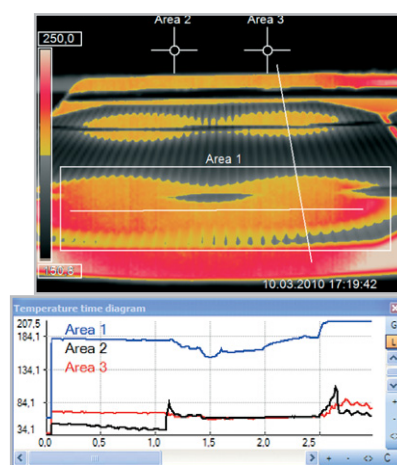 Area 2 Area 3
250,0
Area 1
10.03.2010 17:19:42
Temperature time diagram
207.5
184,1
134,1
84,1
34,1
Area 1
Area 2
Area 3
0.0 0.5 1.0 1.5 2.0 2.5
G
L
+
-
<>
+ - <> C